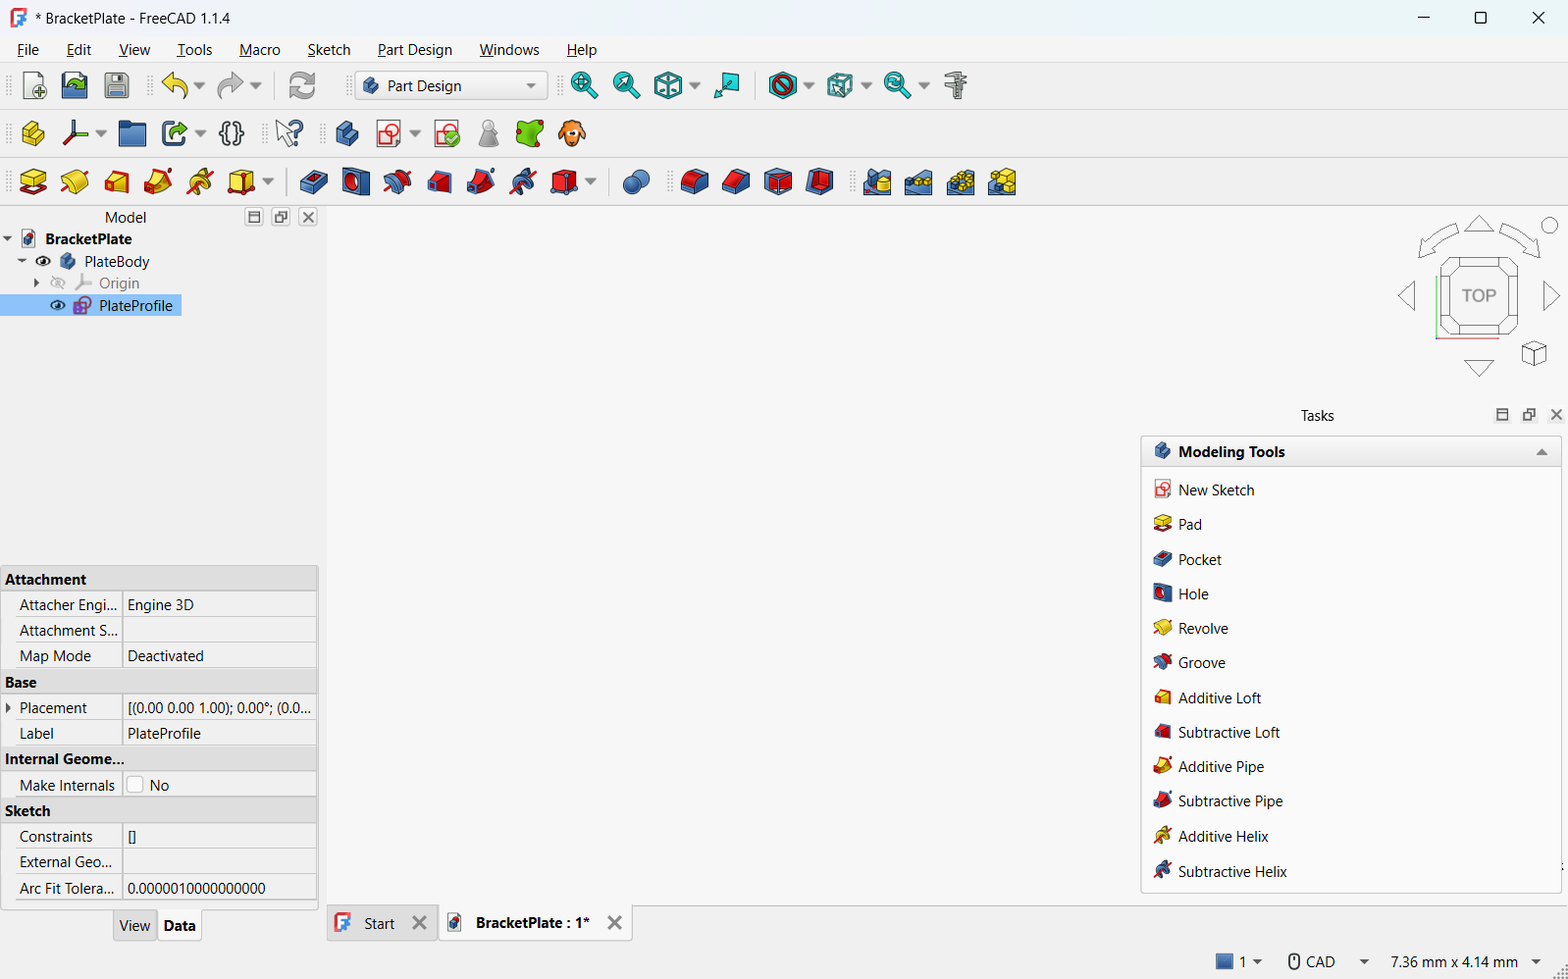 * BracketPlate - FreeCAD 1.1.4
File Edit View Tools Macro Sketch Part Design Windows Help
Part Design
Model
BracketPlate
PlateBody
Origin
PlateProfile
TOP
Tasks
Modeling Tools
New Sketch
Pad
Pocket
Hole
Revolve
Groove
Additive Loft
Subtractive Loft
Additive Pipe
Subtractive Pipe
Additive Helix
Subtractive Helix
Attachment
Attacher Engi... Engine 3D
Attachment S...
Map Mode Deactivated
Base
Placement [(0.00 0.00 1.00); 0.00°; (0.0...
Label PlateProfile
Internal Geome...
Make Internals No
Sketch
Constraints []
External Geo...
Arc Fit Tolera... 0.0000010000000000
View Data
Start BracketPlate : 1*
1 CAD 7.36 mm x 4.14 mm